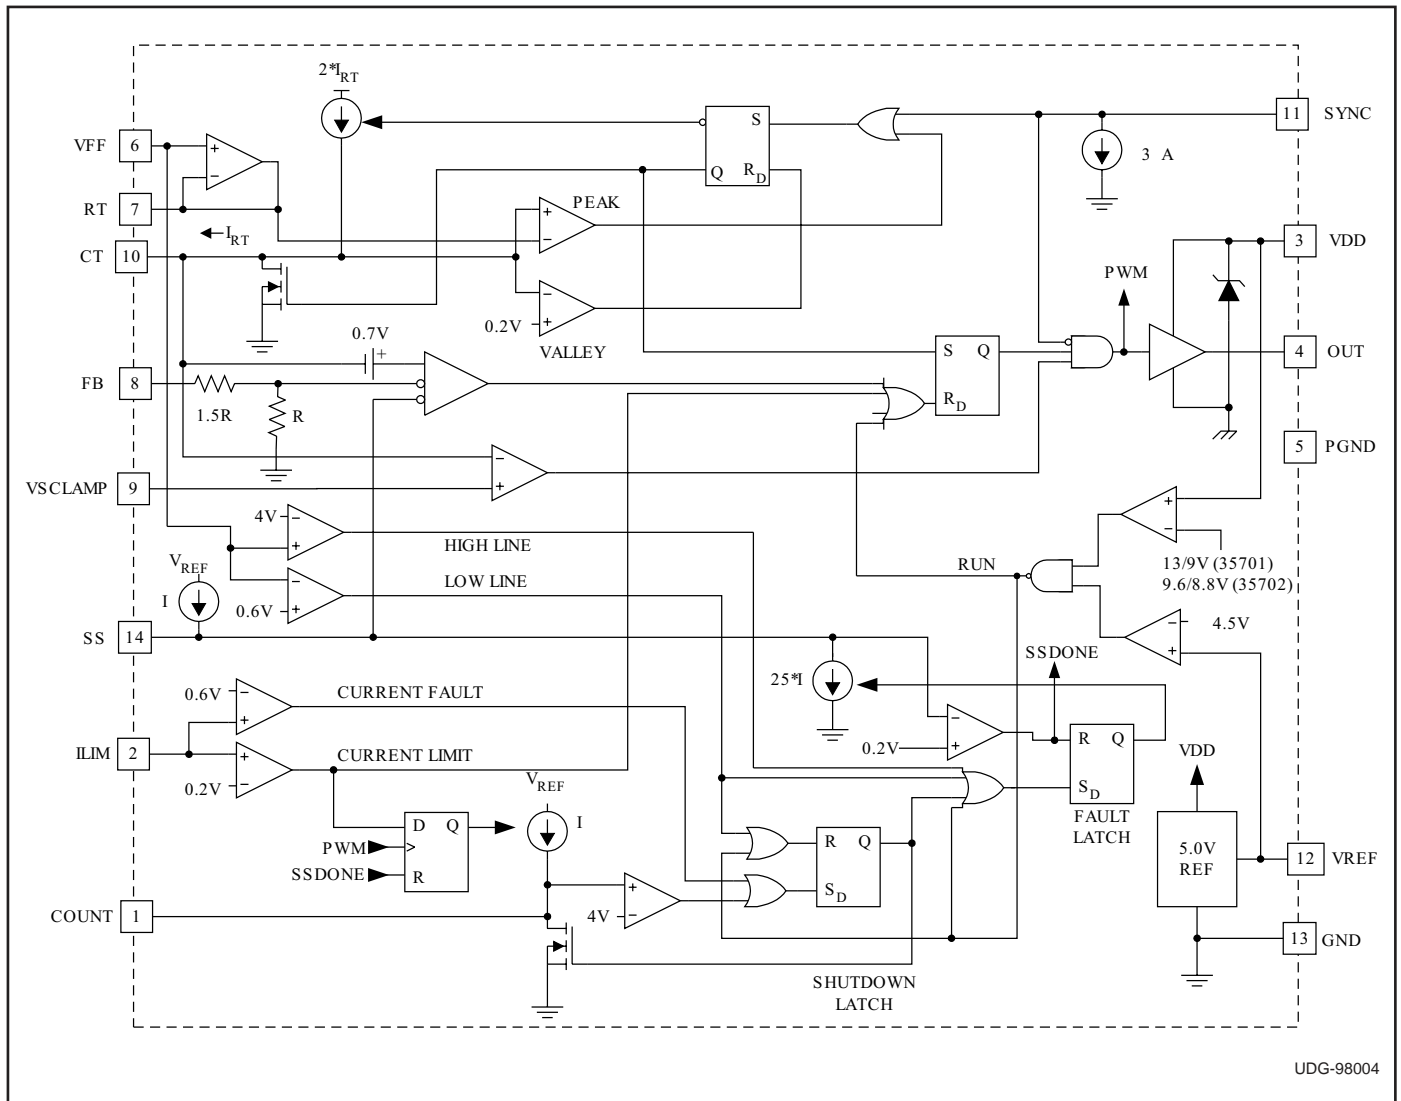 2*I_RT
VFF
6
RT
7
I_RT
CT
10
+
−
S
Q
R_D
11
SYNC
3 A
PEAK
+
−
−
+
0.2V
VALLEY
0.7V
+
FB
8
1.5R
R
S
Q
R_D
PWM
3
VDD
4
OUT
5
PGND
VSCLAMP
9
−
+
4V
−
+
HIGH LINE
LOW LINE
−
+
0.6V
V_REF
I
SS
14
RUN
+
−
13/9V (35701)
9.6/8.8V (35702)
−
+
4.5V
25*I
SSDONE
−
+
0.2V
R
Q
S_D
FAULT
LATCH
0.6V
−
+
CURRENT FAULT
ILIM
2
+
−
0.2V
CURRENT LIMIT
V_REF
I
D
Q
>
R
PWM
SSDONE
COUNT
1
+
−
4V
R
Q
S_D
SHUTDOWN
LATCH
VDD
5.0V
REF
12
VREF
13
GND
UDG-98004